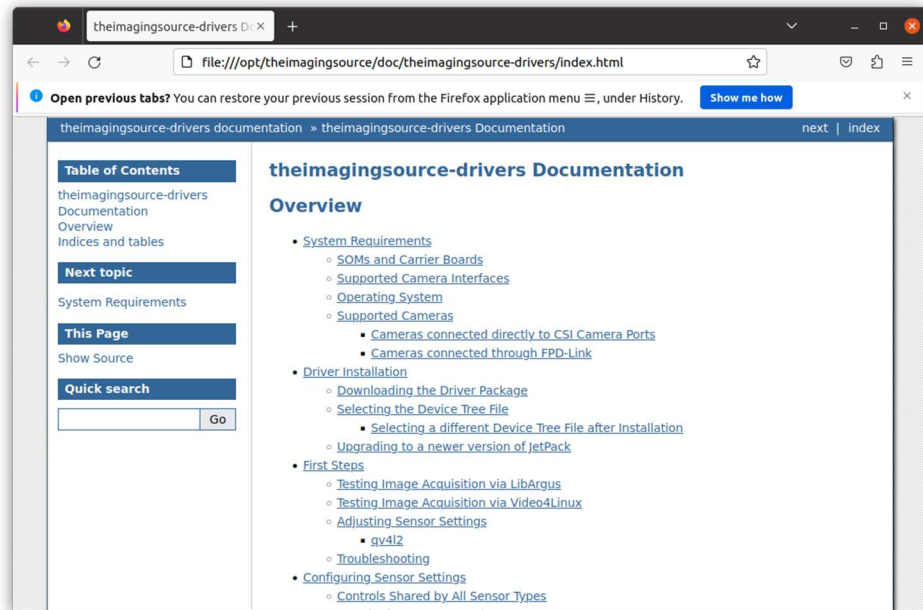 theimagingsource-drivers Do
file:///opt/theimagingsource/doc/theimagingsource-drivers/index.html
Open previous tabs? You can restore your previous session from the Firefox application menu ☰, under History.
Show me how
theimagingsource-drivers documentation » theimagingsource-drivers Documentation
next | index
Table of Contents
theimagingsource-drivers
Documentation
Overview
Indices and tables
Next topic
System Requirements
This Page
Show Source
Quick search
Go
theimagingsource-drivers Documentation
Overview
• System Requirements
◦ SOMs and Carrier Boards
◦ Supported Camera Interfaces
◦ Operating System
◦ Supported Cameras
▪ Cameras connected directly to CSI Camera Ports
▪ Cameras connected through FPD-Link
• Driver Installation
◦ Downloading the Driver Package
◦ Selecting the Device Tree File
▪ Selecting a different Device Tree File after Installation
◦ Upgrading to a newer version of JetPack
• First Steps
◦ Testing Image Acquisition via LibArgus
◦ Testing Image Acquisition via Video4Linux
◦ Adjusting Sensor Settings
▪ qv4l2
◦ Troubleshooting
• Configuring Sensor Settings
◦ Controls Shared by All Sensor Types